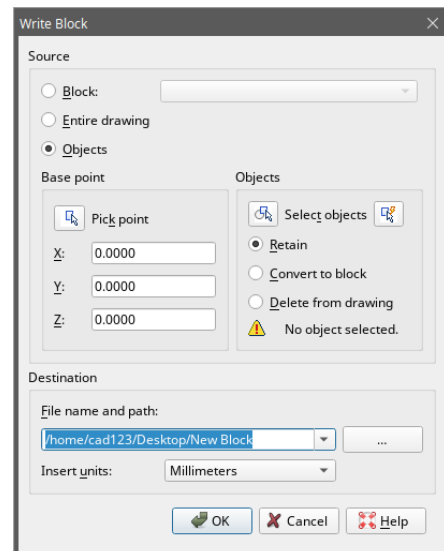 Write Block
Source
Block:
Entire drawing
Objects
Base point
Pick point
X: 0.0000
Y: 0.0000
Z: 0.0000
Objects
Select objects
Retain
Convert to block
Delete from drawing
No object selected.
Destination
File name and path:
/home/cad123/Desktop/New Block
...
Insert units: Millimeters
OK Cancel Help